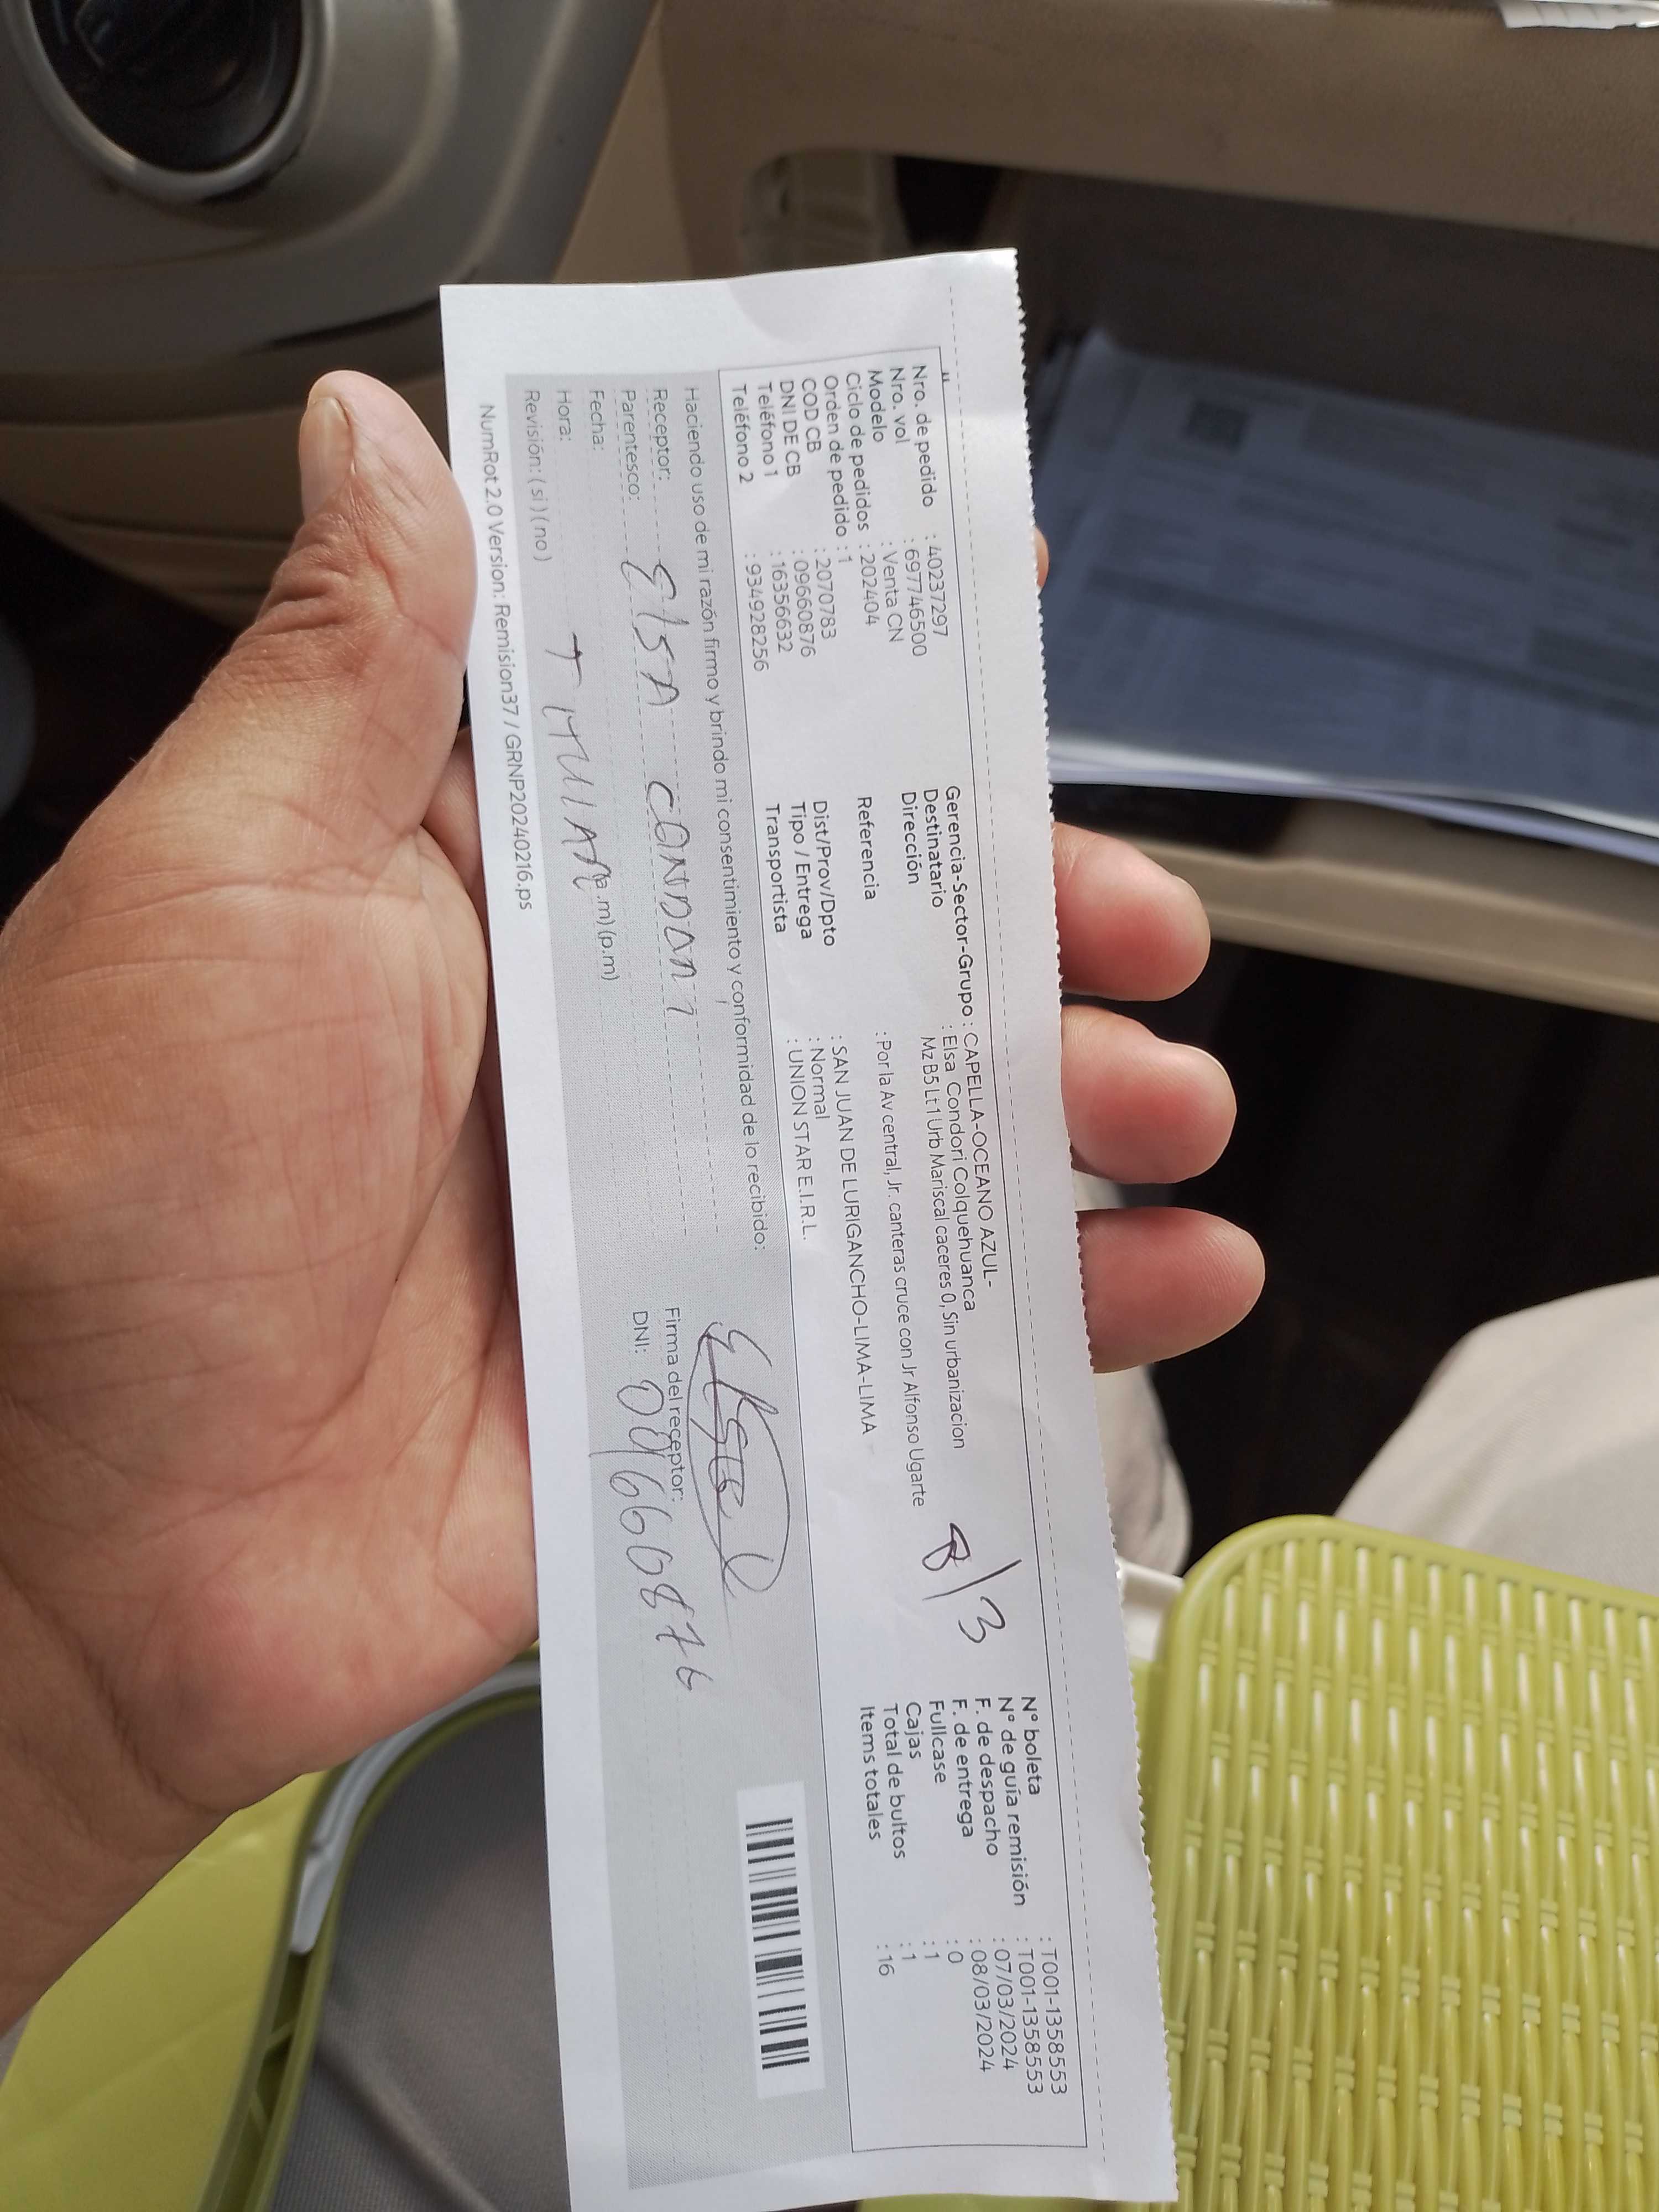 Nro. de pedido : 40237297
Nro. vol : 697746500
Modelo : Venta CN
Ciclo de pedidos : 202404
Orden de pedido : 1
COD CB : 2070783
DNI DE CB : 09660876
Teléfono 1 : 16356632
Teléfono 2 : 934928256
Gerencia-Sector-Grupo : CAPELLA-OCEANO AZUL-
Destinatario : Elsa Condori Colquehuanca
Dirección Mz B5 Lt 1 Urb Mariscal caceres 0, Sin urbanizacion
Referencia : Por la Av central, Jr. canteras cruce con Jr Alfonso Ugarte
Dist/Prov/Dpto : SAN JUAN DE LURIGANCHO-LIMA-LIMA
Tipo / Entrega : Normal
Transportista : UNION STAR E.I.R.L.
8/3
N° boleta : T001-1358553
N° de guía remisión : T001-1358553
F. de despacho : 07/03/2024
F. de entrega : 08/03/2024
Fullcase : 0
Cajas : 1
Total de bultos : 1
Items totales : 16
Haciendo uso de mi razón firmo y brindo mi consentimiento y conformidad de lo recibido:
Receptor: ElsA CONDORI
Parentesco:
Fecha:
Hora: (a.m) (p.m)
Revisión: ( si ) ( no )
Firma del receptor:
DNI: 09660876
NumRot 2.0 Version: Remision37 / GRNP20240216.ps